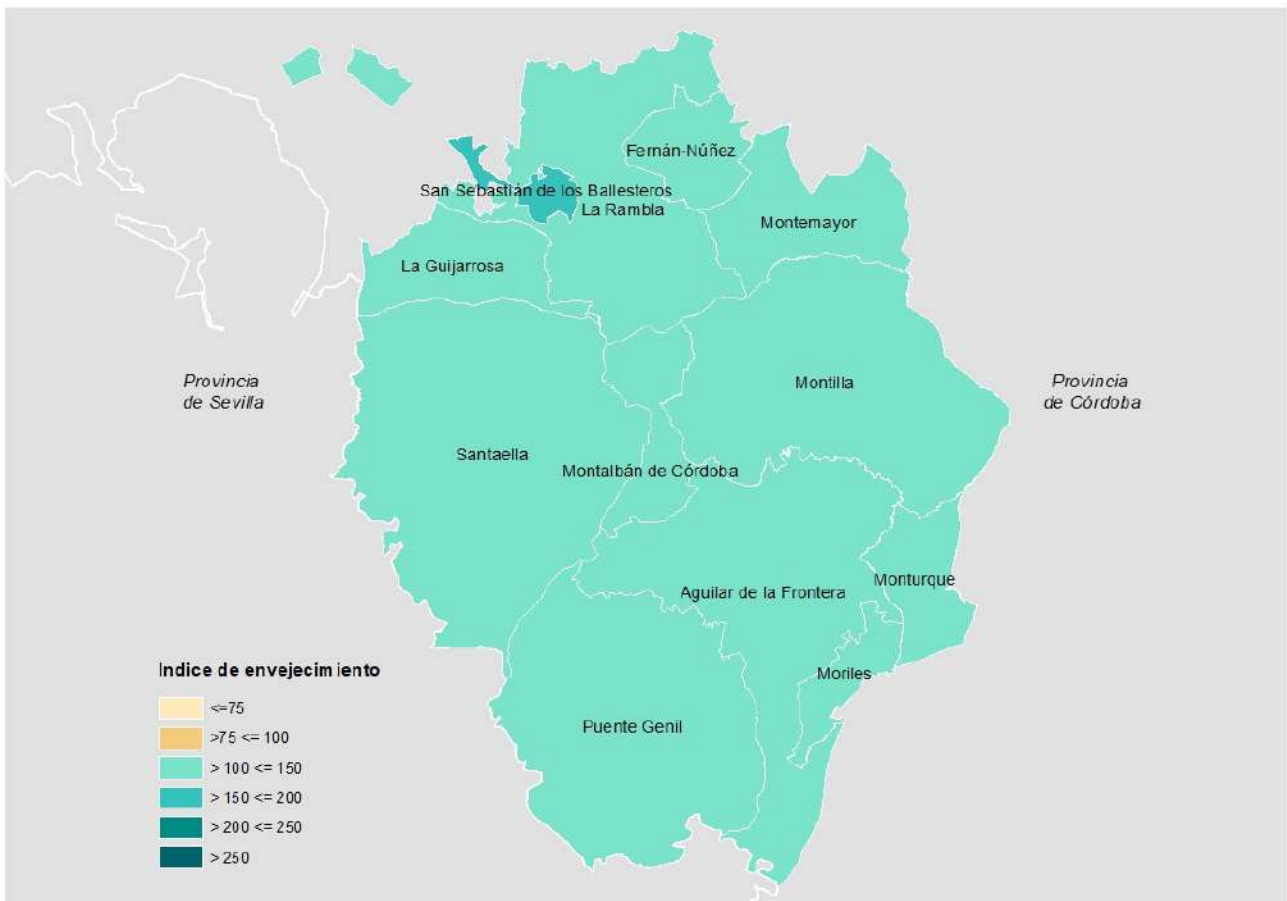 Fernán-Núñez
San Sebastián de los Ballesteros
La Rambla
Montemayor
La Guijarrosa
Provincia
de Sevilla
Montilla
Provincia
de Córdoba
Santaella
Montalbán de Córdoba
Monturque
Aguilar de la Frontera
Moriles
Puente Genil
Indice de envejecimiento
<=75
>75 <= 100
> 100 <= 150
> 150 <= 200
> 200 <= 250
> 250